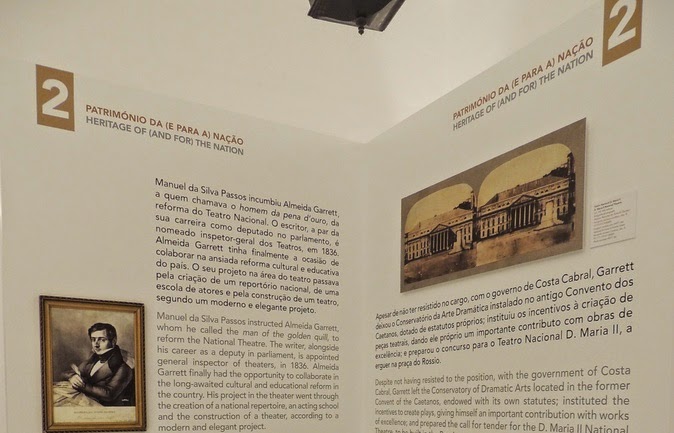 2
PATRIMÓNIO DA (E PARA A) NAÇÃO
HERITAGE OF (AND FOR) THE NATION
Manuel da Silva Passos incumbiu Almeida Garrett,
a quem chamava o homem da pena d'ouro, da
reforma do Teatro Nacional. O escritor, a par da
sua carreira como deputado no parlamento, é
nomeado inspetor-geral dos Teatros, em 1836.
Almeida Garrett tinha finalmente a ocasião de
colaborar na ansiada reforma cultural e educativa
do país. O seu projeto na área do teatro passava
pela criação de um reportório nacional, de uma
escola de atores e pela construção de um teatro,
segundo um moderno e elegante projeto.
Manuel da Silva Passos instructed Almeida Garrett,
whom he called the man of the golden quill, to
reform the National Theatre. The writer, alongside
his career as a deputy in parliament, is appointed
general inspector of theaters, in 1836. Almeida
Garrett finally had the opportunity to collaborate in
the long-awaited cultural and educational reform in
the country. His project in the theater went through
the creation of a national repertoire, an acting school
and the construction of a theater, according to a
modern and elegant project.
2
PATRIMÓNIO DA (E PARA A) NAÇÃO
HERITAGE OF (AND FOR) THE NATION
Apesar de não ter resistido no cargo, com o governo de Costa Cabral, Garrett
deixou o Conservatório da Arte Dramática instalado no antigo Convento dos
Caetanos, dotado de estatutos próprios; instituiu os incentivos à criação de
peças teatrais, dando ele próprio um importante contributo com obras de
excelência; e preparou o concurso para o Teatro Nacional D. Maria II, a
erguer na praça do Rossio.
Despite not having resisted to the position, with the government of Costa
Cabral, Garrett left the Conservatory of Dramatic Arts located in the former
Convent of the Caetanos, endowed with its own statutes; instituted the
incentives to create plays, giving himself an important contribution with works
of excellence; and prepared the call for tender for the D. Maria II National